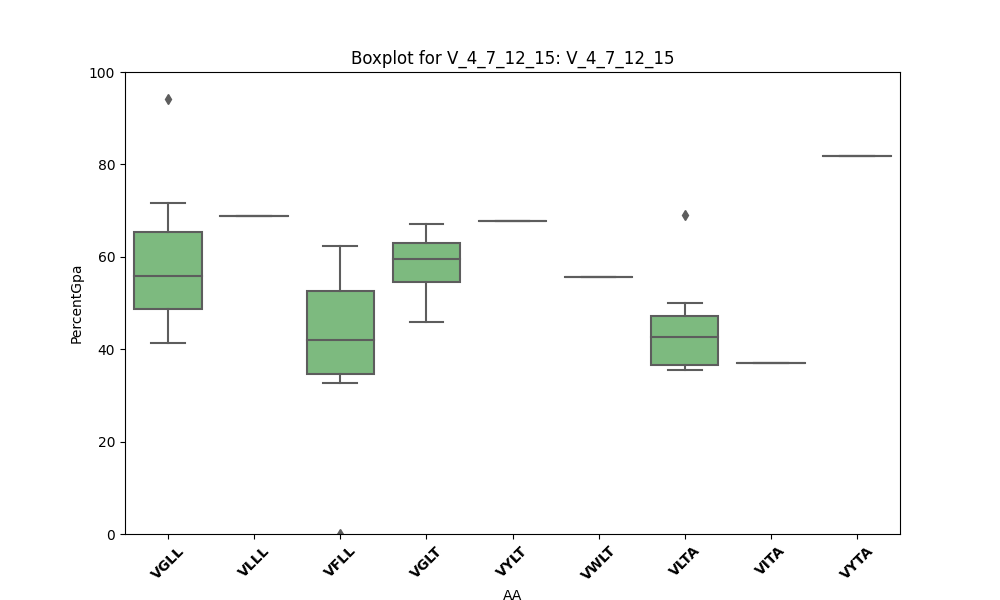 Boxplot for V_4_7_12_15: V_4_7_12_15
100
80
60
40
20
0
PercentGpa
VGLL VLLL VFLL VGLT VYLT VWLT VLTA VITA VYTA
AA